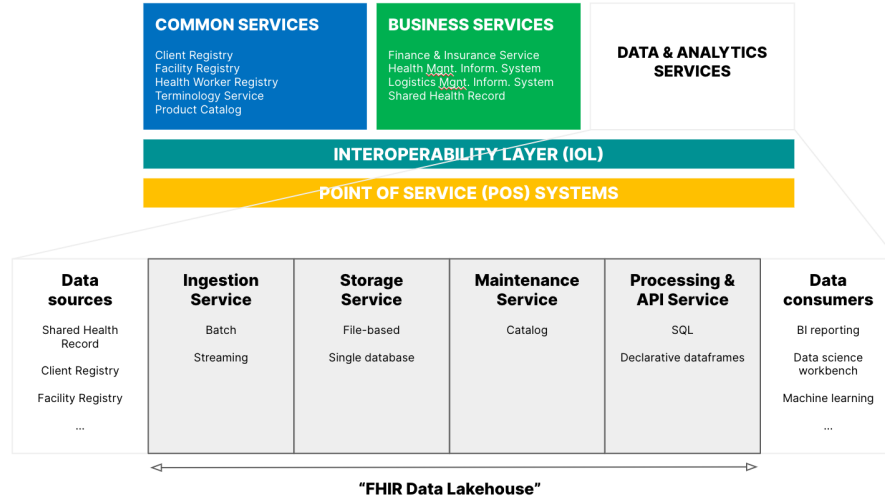 COMMON SERVICES
Client Registry
Facility Registry
Health Worker Registry
Terminology Service
Product Catalog
BUSINESS SERVICES
Finance & Insurance Service
Health Mgnt. Inform. System
Logistics Mgnt. Inform. System
Shared Health Record
DATA & ANALYTICS
SERVICES
INTEROPERABILITY LAYER (IOL)
POINT OF SERVICE (POS) SYSTEMS
Data
sources
Shared Health
Record
Client Registry
Facility Registry
...
Ingestion
Service
Batch
Streaming
Storage
Service
File-based
Single database
Maintenance
Service
Catalog
Processing &
API Service
SQL
Declarative dataframes
Data
consumers
BI reporting
Data science
workbench
Machine learning
...
“FHIR Data Lakehouse”